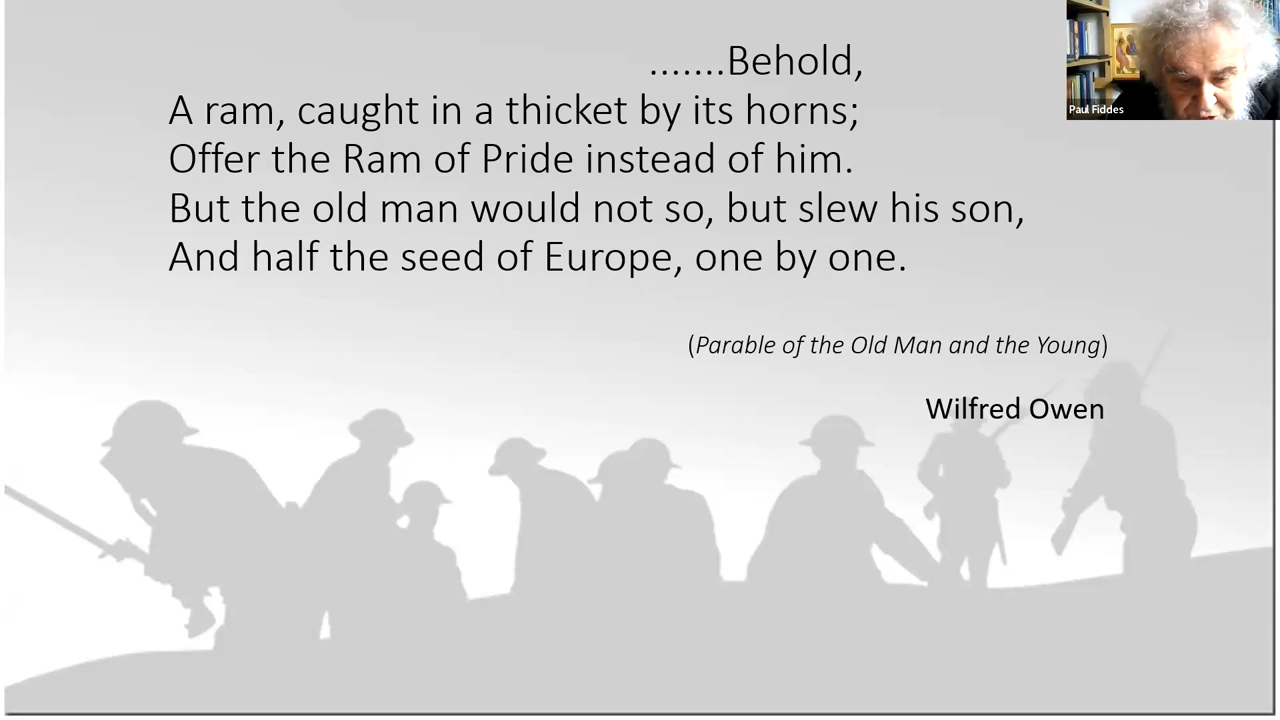 .......Behold,
A ram, caught in a thicket by its horns;
Offer the Ram of Pride instead of him.
But the old man would not so, but slew his son,
And half the seed of Europe, one by one.
(Parable of the Old Man and the Young)
Wilfred Owen
Paul Fiddes